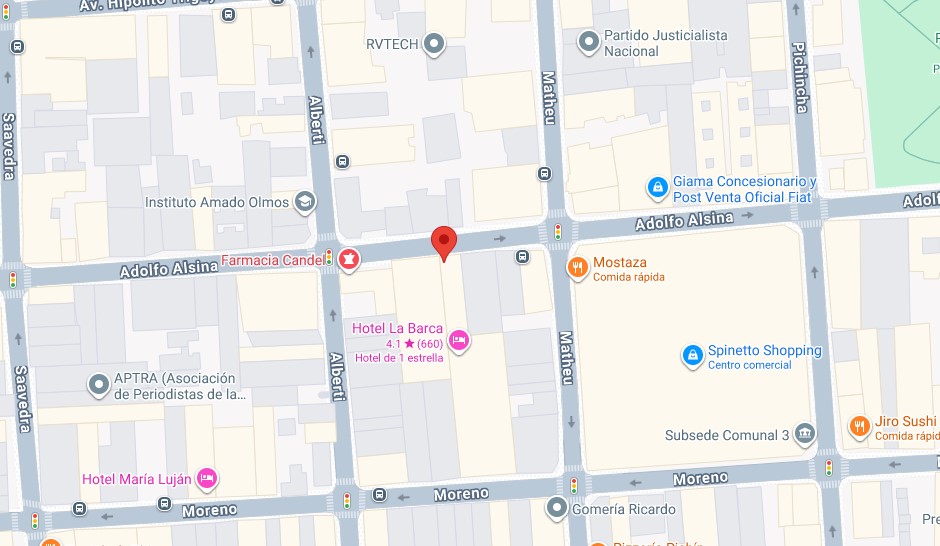 Av. Hipólito Yrigoy
RVTECH
Partido Justicialista
Nacional
Saavedra
Alberti
Matheu
Pichincha
Instituto Amado Olmos
Giama Concesionario y
Post Venta Oficial Fiat
Adolfo Alsina
Adolf
Farmacia Candel
Adolfo Alsina
Mostaza
Comida rápida
Hotel La Barca
4.1 ★ (660)
Hotel de 1 estrella
Spinetto Shopping
Centro comercial
Saavedra
Alberti
Matheu
APTRA (Asociación
de Periodistas de la...
Jiro Sushi
Comida rápid
Subsede Comunal 3
Hotel María Luján
Moreno
Moreno
Moreno
Gomería Ricardo
Pre